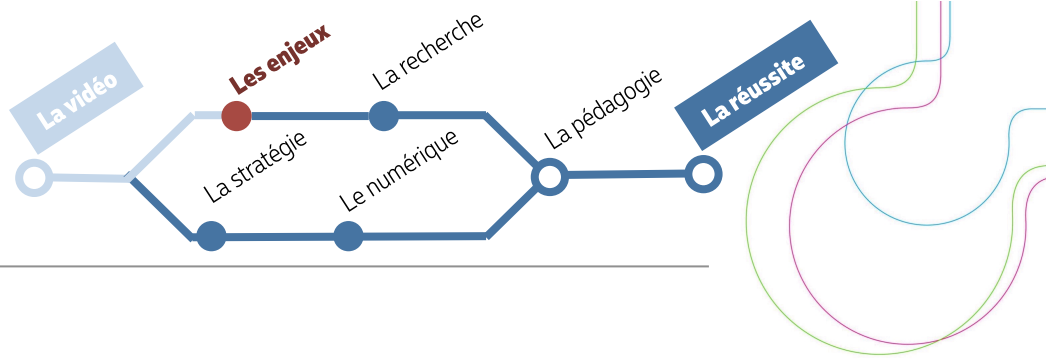 La vidéo
Les enjeux
La recherche
La stratégie
Le numérique
La pédagogie
La réussite